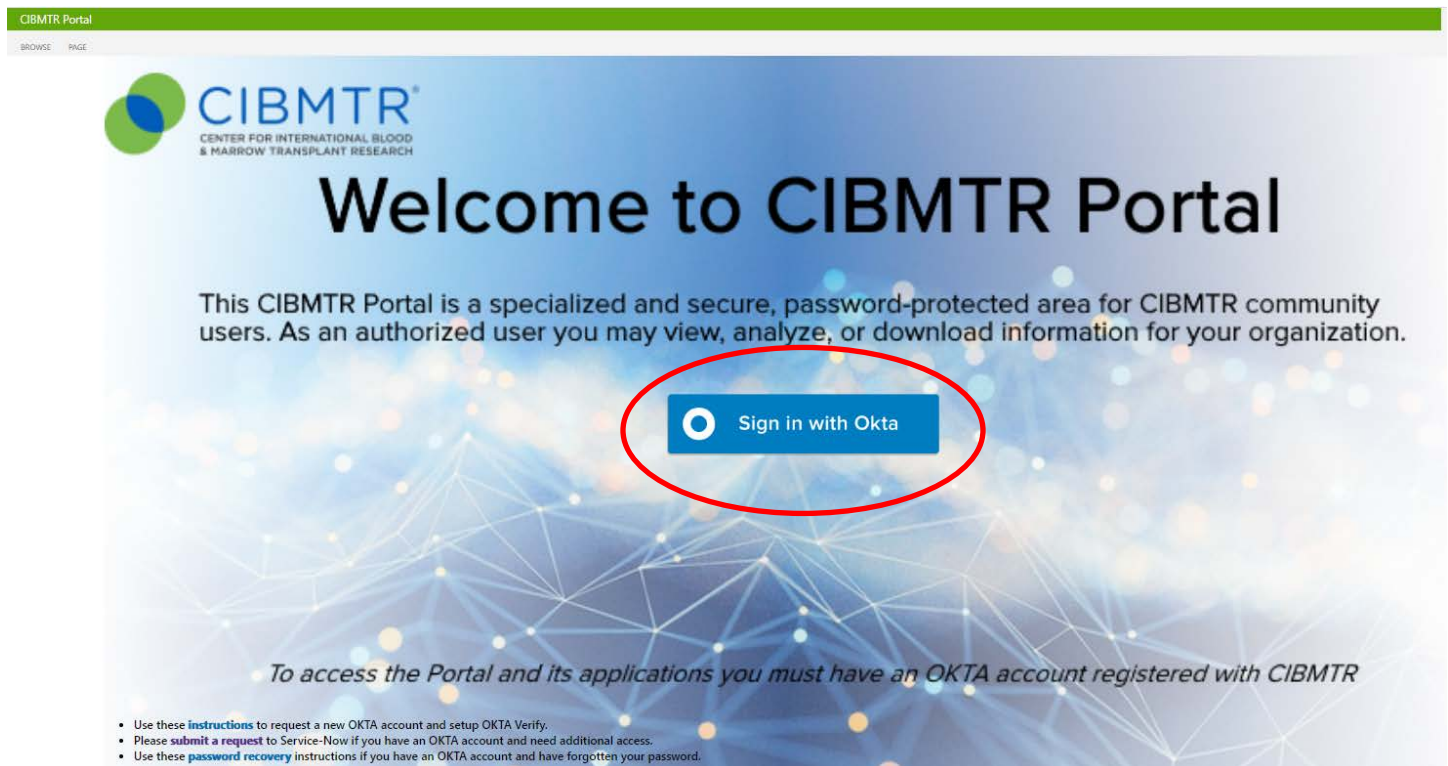 CIBMTR Portal
BROWSE PAGE
CIBMTR®
CENTER FOR INTERNATIONAL BLOOD
& MARROW TRANSPLANT RESEARCH
Welcome to CIBMTR Portal
This CIBMTR Portal is a specialized and secure, password-protected area for CIBMTR community
users. As an authorized user you may view, analyze, or download information for your organization.
Sign in with Okta
To access the Portal and its applications you must have an OKTA account registered with CIBMTR
• Use these instructions to request a new OKTA account and setup OKTA Verify.
• Please submit a request to Service-Now if you have an OKTA account and need additional access.
• Use these password recovery instructions if you have an OKTA account and have forgotten your password.